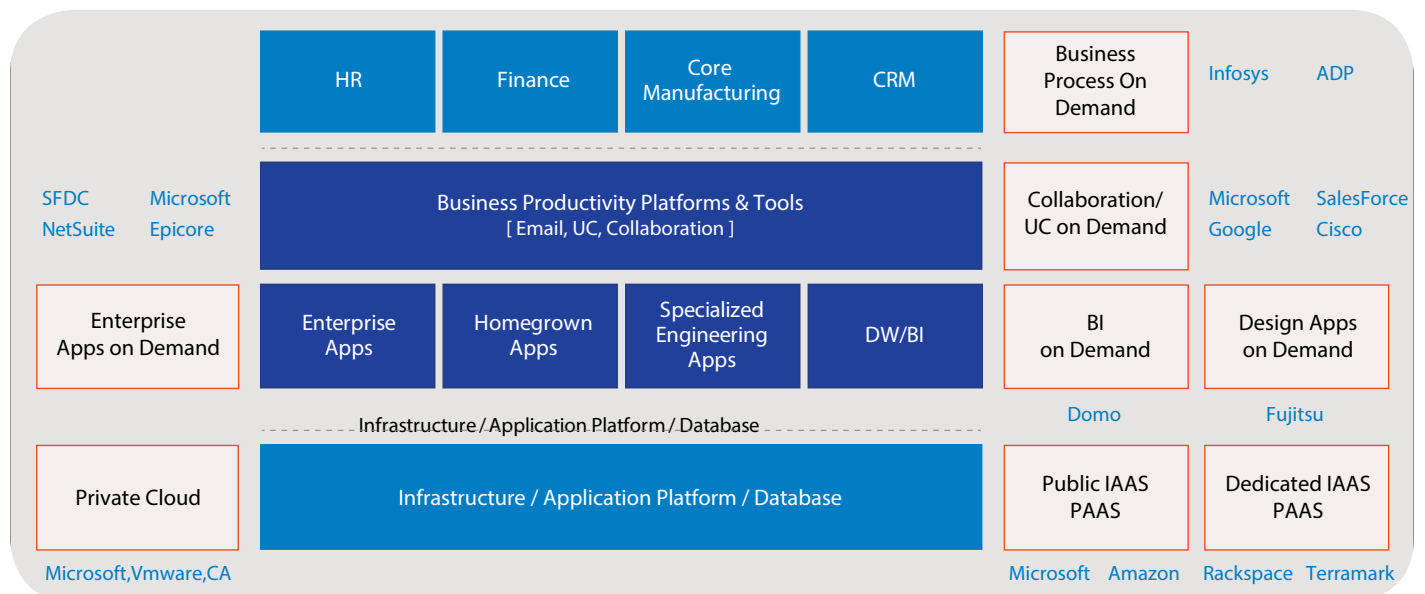 HR
Finance
Core
Manufacturing
CRM
Business
Process On
Demand
Infosys ADP
SFDC Microsoft
NetSuite Epicore
Business Productivity Platforms & Tools
[ Email, UC, Collaboration ]
Collaboration/
UC on Demand
Microsoft SalesForce
Google Cisco
Enterprise
Apps on Demand
Enterprise
Apps
Homegrown
Apps
Specialized
Engineering
Apps
DW/BI
BI
on Demand
Design Apps
on Demand
Domo
Fujitsu
Infrastructure / Application Platform / Database
Private Cloud
Infrastructure / Application Platform / Database
Public IAAS
PAAS
Dedicated IAAS
PAAS
Microsoft,Vmware,CA
Microsoft Amazon
Rackspace Terramark